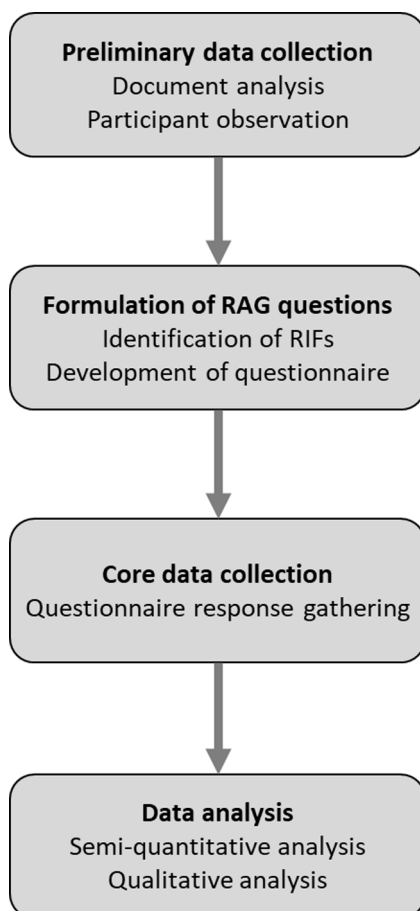 Preliminary data collection
Document analysis
Participant observation
Formulation of RAG questions
Identification of RIFs
Development of questionnaire
Core data collection
Questionnaire response gathering
Data analysis
Semi-quantitative analysis
Qualitative analysis